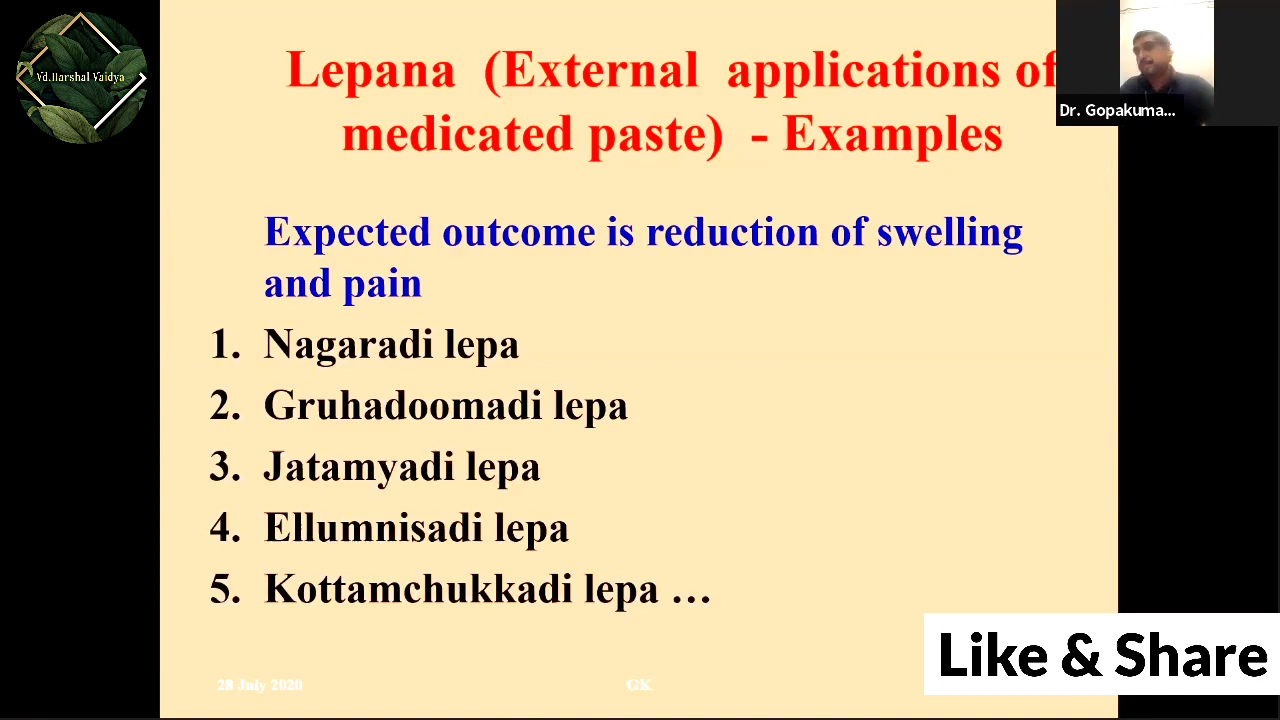 Vd.Harshal Vaidya
Lepana (External applications of
medicated paste) - Examples
Dr. Gopakuma...
Expected outcome is reduction of swelling
and pain
1. Nagaradi lepa
2. Gruhadoomadi lepa
3. Jatamyadi lepa
4. Ellumnisadi lepa
5. Kottamchukkadi lepa …
Like & Share
28 July 2020
GK